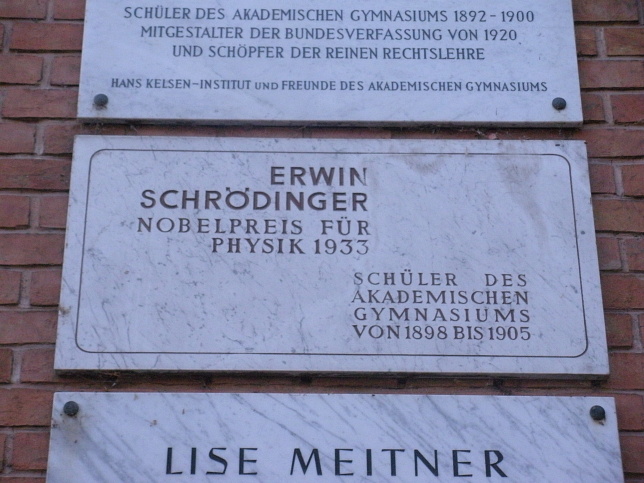 SCHÜLER DES AKADEMISCHEN GYMNASIUMS 1892-1900
MITGESTALTER DER BUNDESVERFASSUNG VON 1920
UND SCHÖPFER DER REINEN RECHTSLEHRE
HANS KELSEN-INSTITUT UND FREUNDE DES AKADEMISCHEN GYMNASIUMS
ERWIN
SCHRÖDINGER
NOBELPREIS FÜR
PHYSIK 1933
SCHÜLER DES
AKADEMISCHEN
GYMNASIUMS
VON 1898 BIS 1905
LISE MEITNER